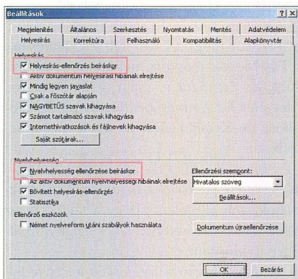 Beállítások
Megjelenítés Általános Szerkesztés Nyomtatás Mentés Adatvédelem
Helyesírás Korrektúra Felhasználó Kompatibilitás Alapkönyvtár
Helyesírás
Helyesírás-ellenőrzés beíráskor
Aktív dokumentum helyesírási hibáinak elrejtése
Mindig legyen javaslat
Csak a főszótár alapján
NAGYBETŰS szavak kihagyása
Számot tartalmazó szavak kihagyása
Internethivatkozások és fájlnevek kihagyása
Saját szótárak...
Nyelvhelyesség
Nyelvhelyesség ellenőrzése beíráskor
Ellenőrzési szempont:
Az aktív dokumentum nyelvhelyességi hibáinak elrejtése
Hivatalos szöveg
Bővített helyesírás-ellenőrzés
Beállítások...
Statisztika
Ellenőrző eszközök
Német nyelvreform utáni szabályok használata
Dokumentum újraellenőrzése
OK Bezárás